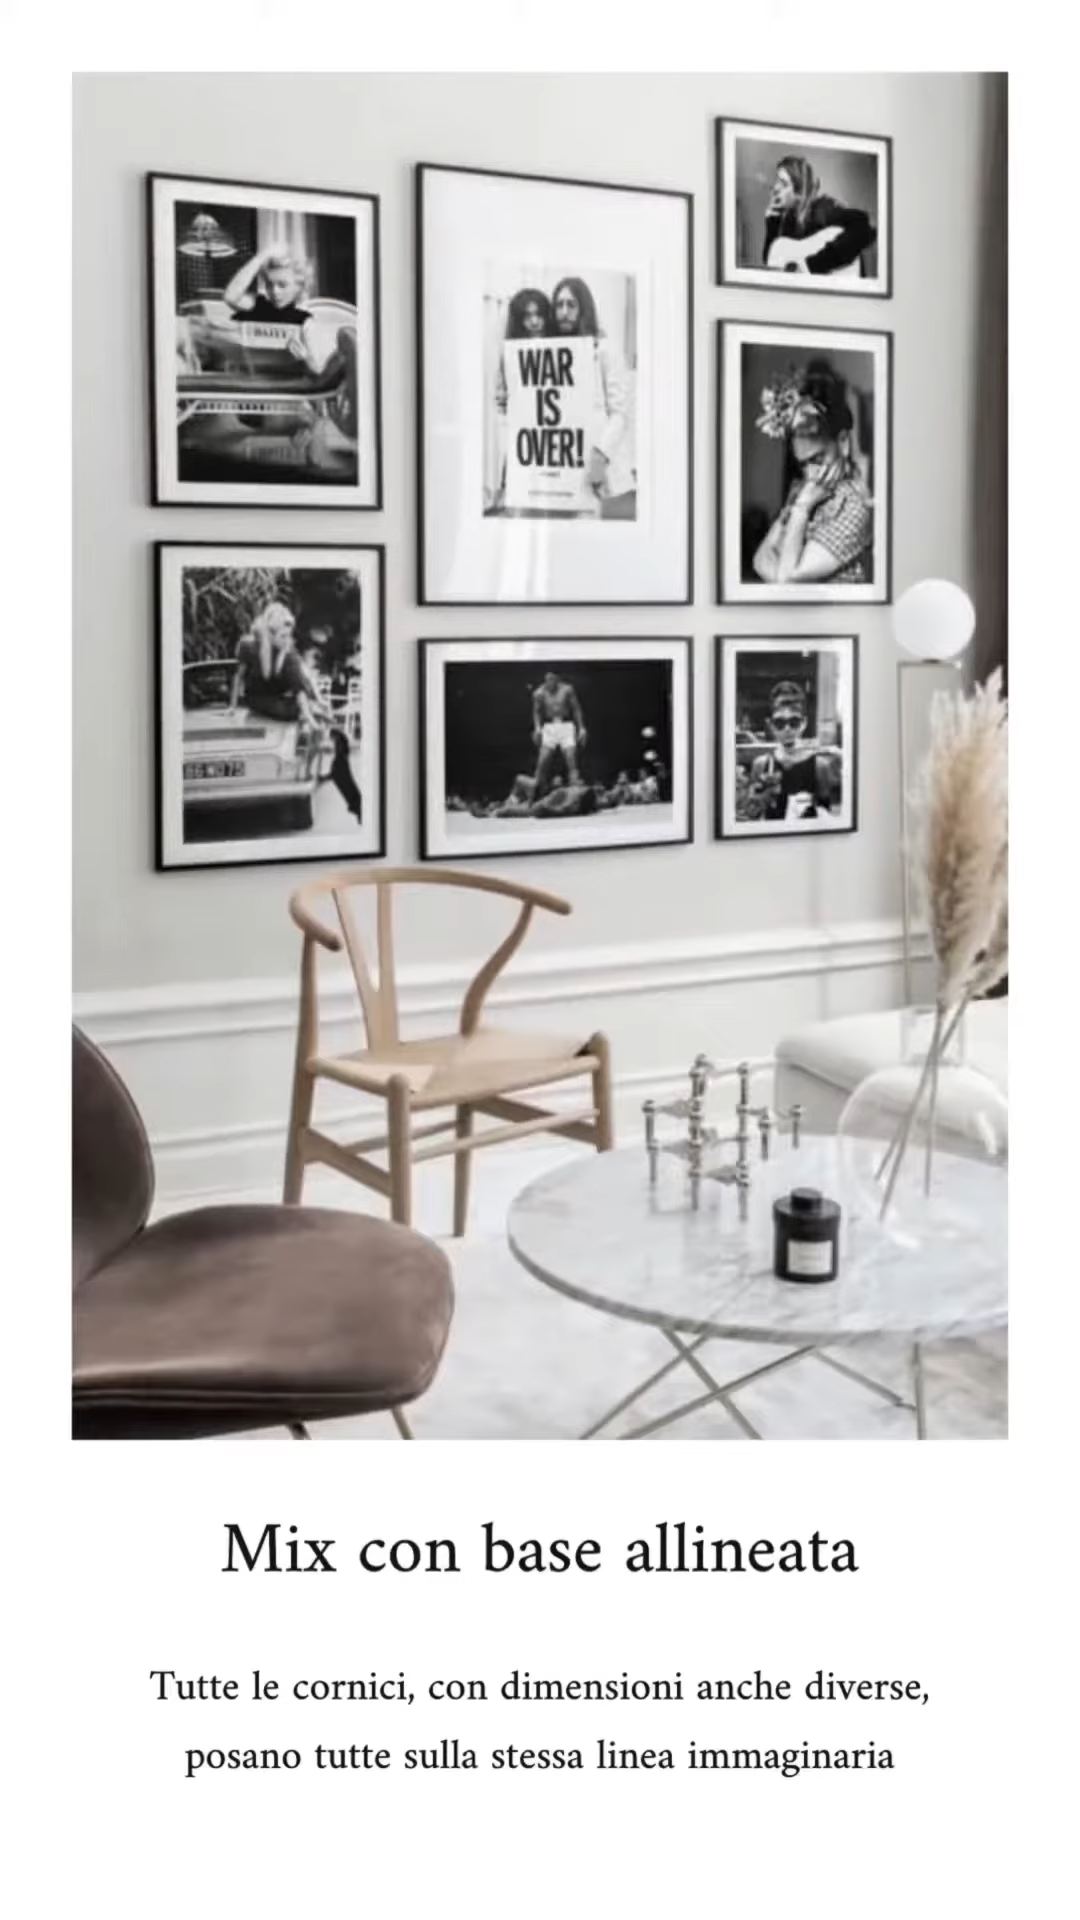 WAR
IS
OVER!
Mix con base allineata
Tutte le cornici, con dimensioni anche diverse,
posano tutte sulla stessa linea immaginaria